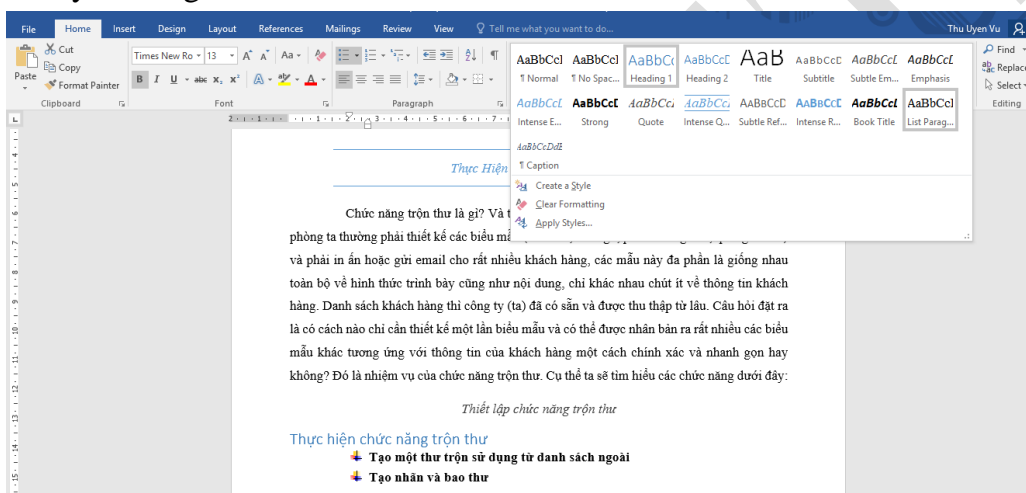 File Home Insert Design Layout References Mailings Review View Tell me what you want to do... Thu Uyen Vu
Cut
Copy
Format Painter
Paste
Clipboard
Times New Ro 13 A A Aa
B I U abc X₂ X² A A
Font
Paragraph
AaBbCcI AaBbCcI AaBbC AaBbCcE AaB AaBbCcD AaBbCcL AaBbCcL
¶ Normal ¶ No Spac... Heading 1 Heading 2 Title Subtitle Subtle Em... Emphasis
AaBbCcL AaBbCcL AaBbCcI AaBbCcI AABBCCD AABBCCD AaBbCcL AaBbCcI
Intense E... Strong Quote Intense Q... Subtle Ref... Intense R... Book Title List Parag...
AaBbCcDdE
¶ Caption
Create a Style
Clear Formatting
Apply Styles...
Find
Replace
Select
Editing
Thực Hiện
Chức năng trộn thư là gì? Và t
phòng ta thường phải thiết kế các biểu mẫ
và phải in ấn hoặc gửi email cho rất nhiều khách hàng, các mẫu này đa phần là giống nhau
toàn bộ về hình thức trình bày cũng như nội dung, chỉ khác nhau chút ít về thông tin khách
hàng. Danh sách khách hàng thì công ty (ta) đã có sẵn và được thu thập từ lâu. Câu hỏi đặt ra
là có cách nào chỉ cần thiết kế một lần biểu mẫu và có thể được nhân bản ra rất nhiều các biểu
mẫu khác tương ứng với thông tin của khách hàng một cách chính xác và nhanh gọn hay
không? Đó là nhiệm vụ của chức năng trộn thư. Cụ thể ta sẽ tìm hiểu các chức năng dưới đây:
Thiết lập chức năng trộn thư
Thực hiện chức năng trộn thư
Tạo một thư trộn sử dụng từ danh sách ngoài
Tạo nhãn và bao thư